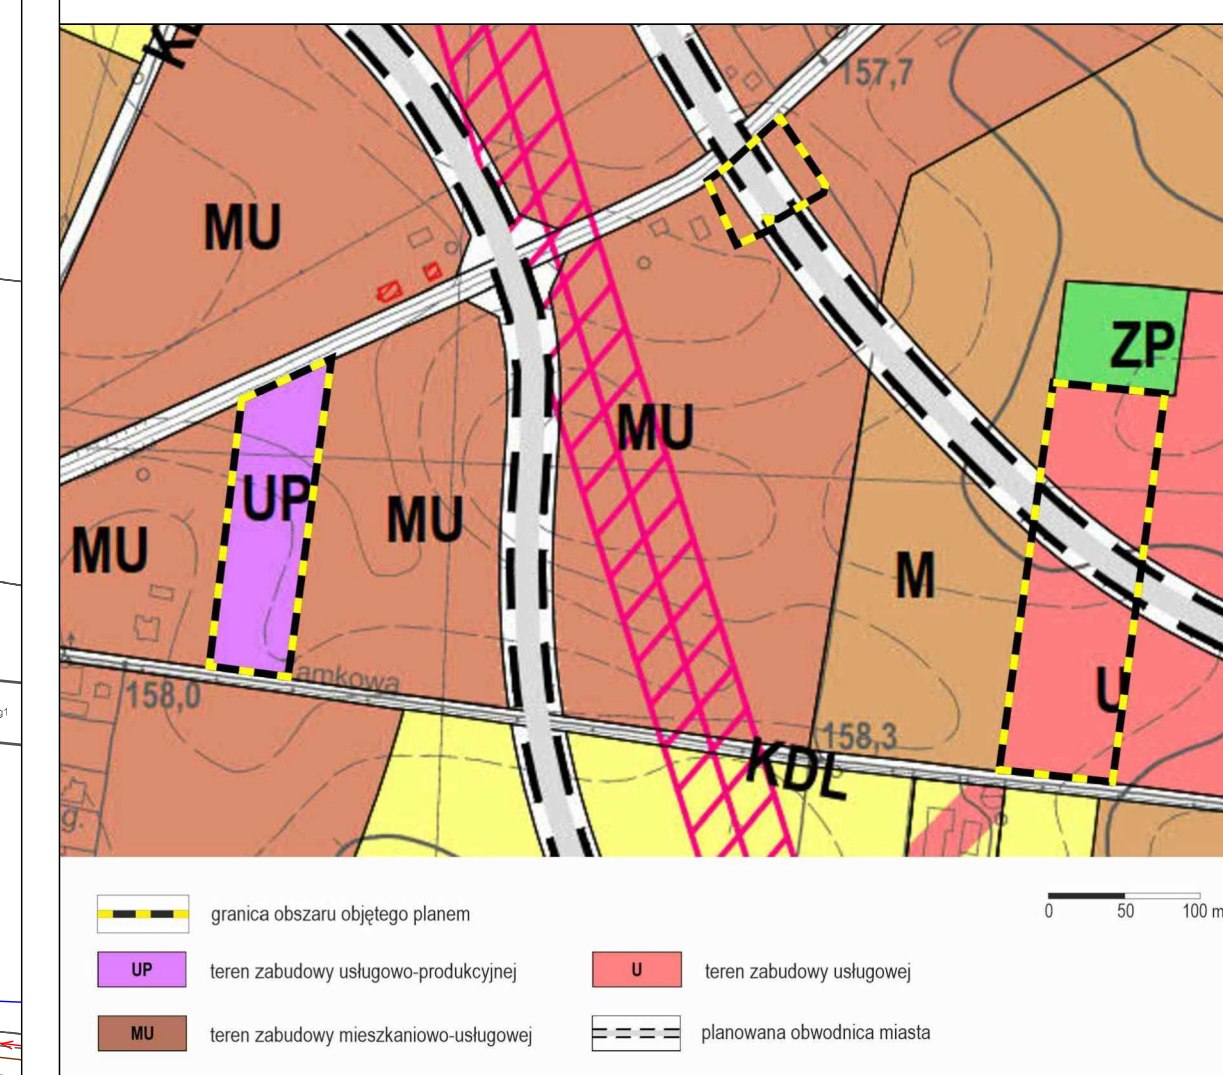 157,7
MU
ZP
MU
UP
MU
MU
M
U
amkowa
158,0
158,3
KDL
g1
g.
granica obszaru objętego planem
0 50 100 m
UP teren zabudowy usługowo-produkcyjnej
U teren zabudowy usługowej
MU teren zabudowy mieszkaniowo-usługowej
planowana obwodnica miasta